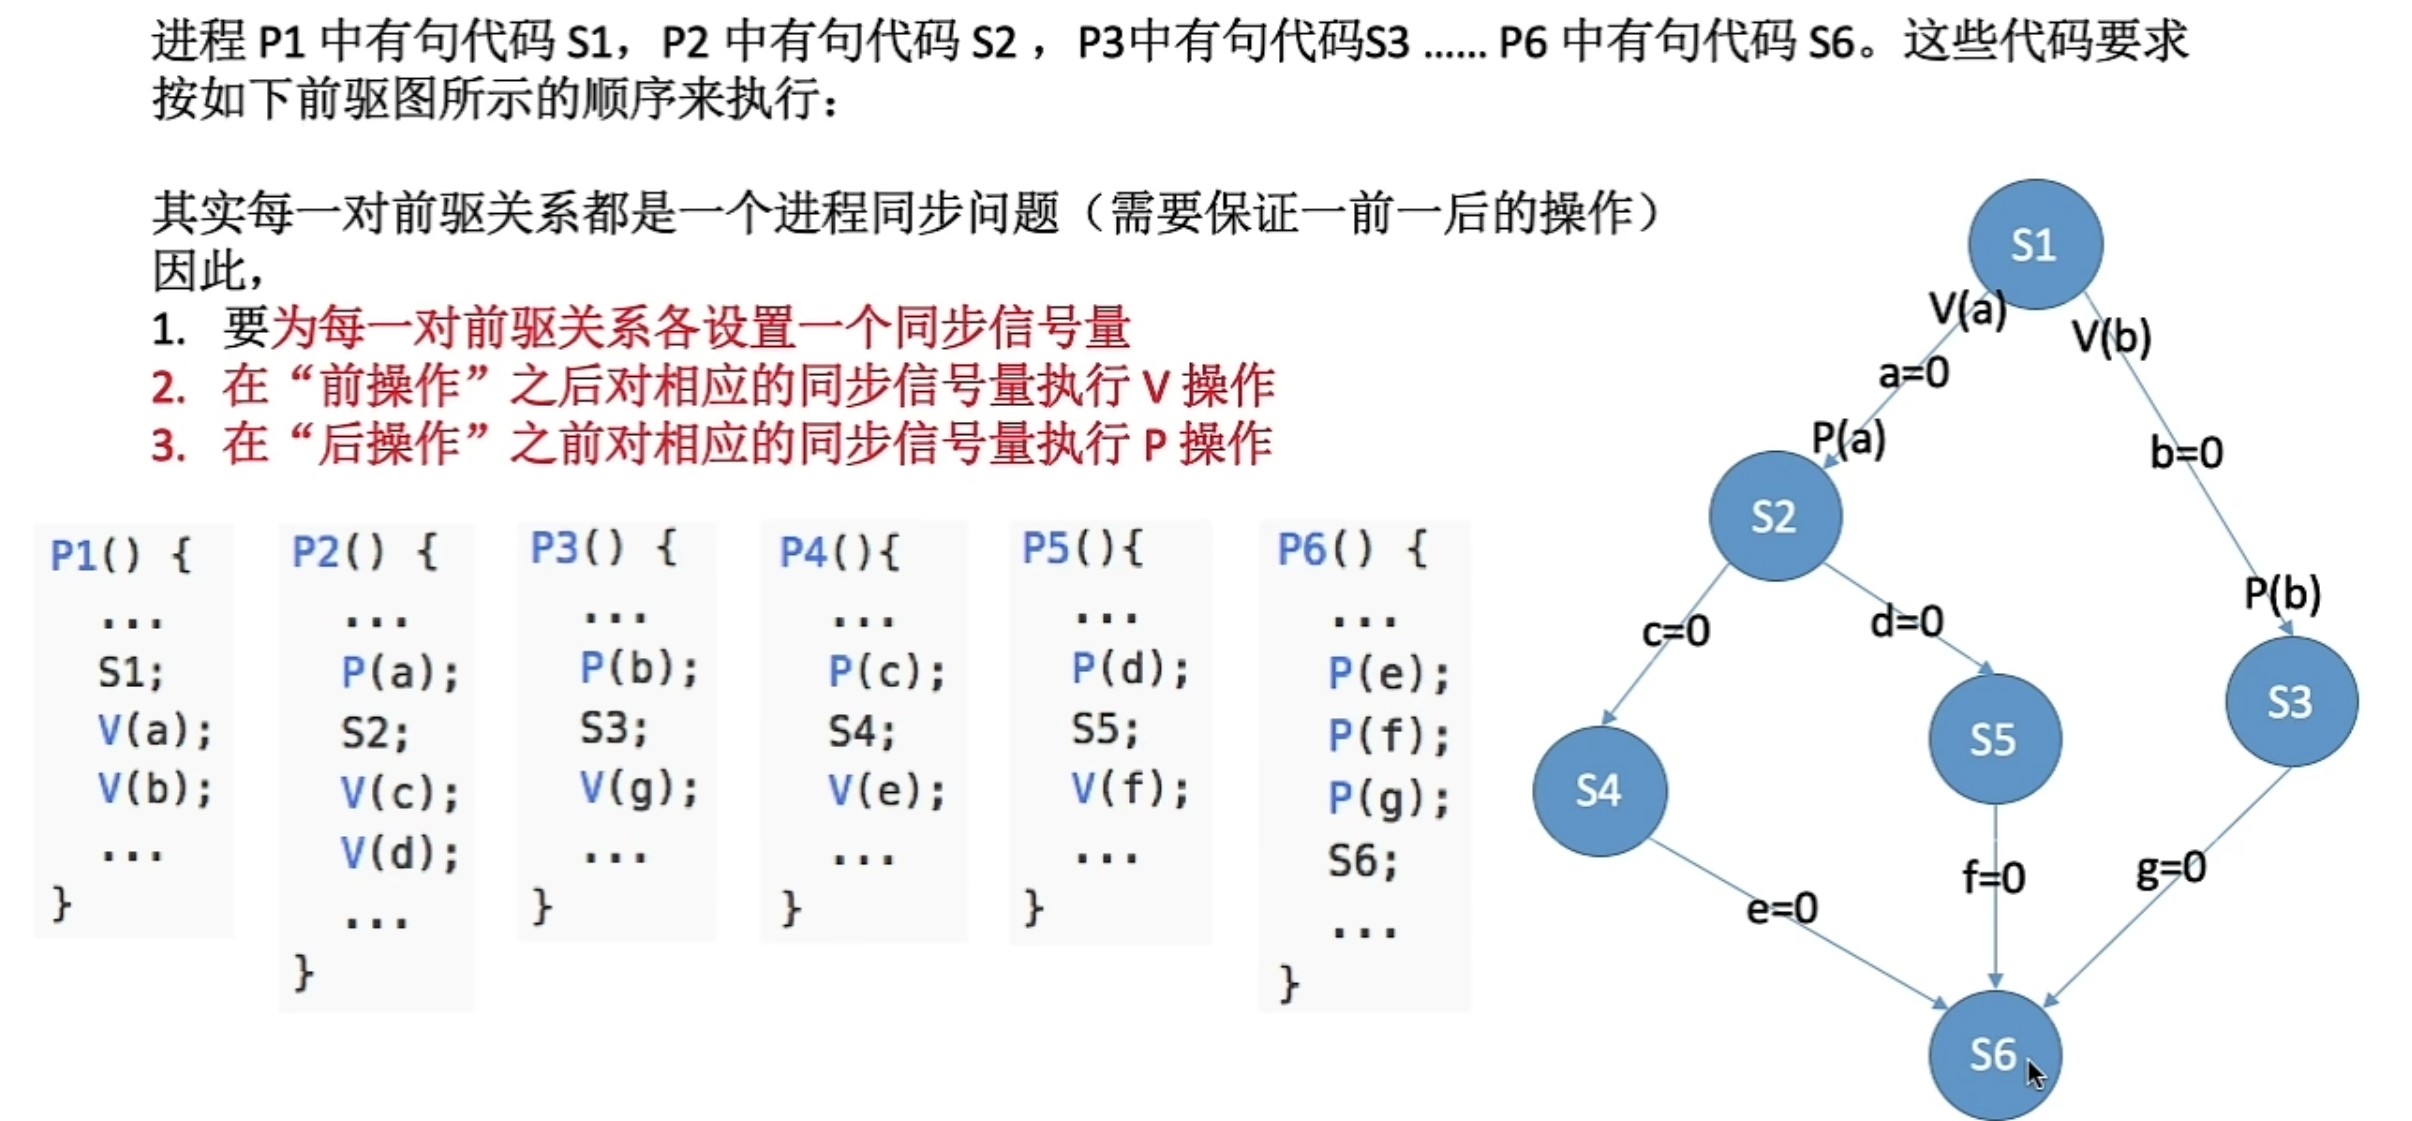 进程 P1 中有句代码 S1，P2 中有句代码 S2 ，P3中有句代码S3 …… P6 中有句代码 S6。这些代码要求
按如下前驱图所示的顺序来执行：
其实每一对前驱关系都是一个进程同步问题（需要保证一前一后的操作）
因此，
1. 要为每一对前驱关系各设置一个同步信号量
2. 在“前操作”之后对相应的同步信号量执行 V 操作
3. 在“后操作”之前对相应的同步信号量执行 P 操作
P1() {
...
S1;
V(a);
V(b);
...
}
P2() {
...
P(a);
S2;
V(c);
V(d);
...
}
P3() {
...
P(b);
S3;
V(g);
...
}
P4(){
...
P(c);
S4;
V(e);
...
}
P5(){
...
P(d);
S5;
V(f);
...
}
P6() {
...
P(e);
P(f);
P(g);
S6;
...
}
S1
V(a)
V(b)
a=0
P(a)
b=0
S2
P(b)
c=0
d=0
S3
S5
S4
g=0
f=0
e=0
S6